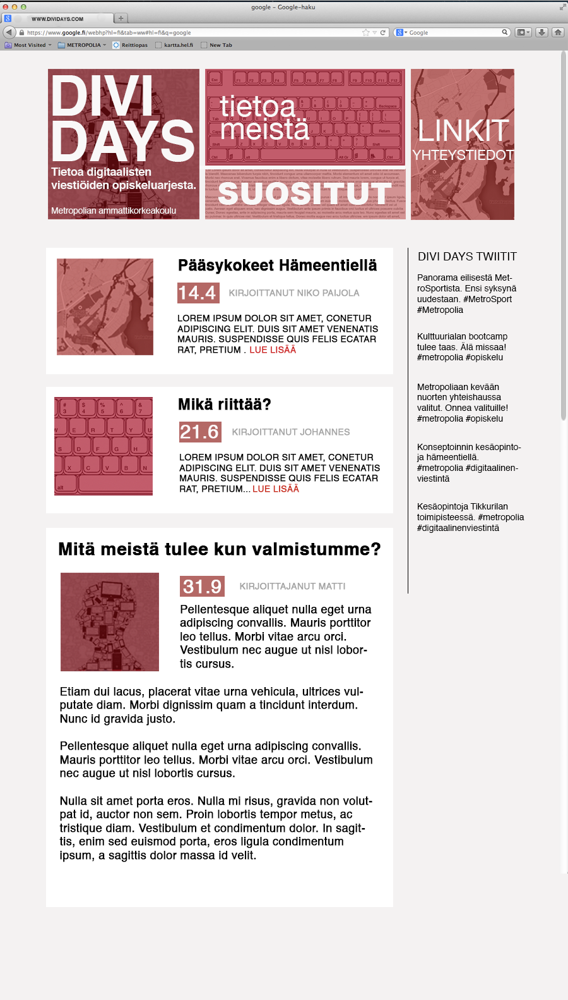 google - Google-haku
WWW.DIVIDAYS.COM
https://www.google.fi/webhp?hl=fi&tab=ww#hl=fi&q=google
Google
Most Visited
METROPOLIA
Reittiopas
kartta.hel.fi
New Tab
DIVI
DAYS
Tietoa digitaalisten
viestiöiden opiskeluarjesta.
Metropolian ammattikorkeakoulu
tietoa
meistä
SUOSITUT
LINKIT
YHTEYSTIEDOT
Pääsykokeet Hämeentiellä
14.4 KIRJOITTANUT NIKO PAIJOLA
LOREM IPSUM DOLOR SIT AMET, CONETUR
ADIPISCING ELIT. DUIS SIT AMET VENENATIS
MAURIS. SUSPENDISSE QUIS FELIS ECATAR
RAT, PRETIUM . LUE LISÄÄ
Mikä riittää?
21.6 KIRJOITTANUT JOHANNES
LOREM IPSUM DOLOR SIT AMET, CONETUR
ADIPISCING ELIT. DUIS SIT AMET VENENATIS
MAURIS. SUSPENDISSE QUIS FELIS ECATAR
RAT, PRETIUM... LUE LISÄÄ
Mitä meistä tulee kun valmistumme?
31.9 KIRJOITTAJANUT MATTI
Pellentesque aliquet nulla eget urna
adipiscing convallis. Mauris porttitor
leo tellus. Morbi vitae arcu orci.
Vestibulum nec augue ut nisl lobor-
tis cursus.
Etiam dui lacus, placerat vitae urna vehicula, ultrices vul-
putate diam. Morbi dignissim quam a tincidunt interdum.
Nunc id gravida justo.
Pellentesque aliquet nulla eget urna adipiscing convallis.
Mauris porttitor leo tellus. Morbi vitae arcu orci. Vestibulum
nec augue ut nisl lobortis cursus.
Nulla sit amet porta eros. Nulla mi risus, gravida non volut-
pat id, auctor non sem. Proin lobortis tempor metus, ac
tristique diam. Vestibulum et condimentum dolor. In sagit-
tis, enim sed euismod porta, eros ligula condimentum
ipsum, a sagittis dolor massa id velit.
DIVI DAYS TWIITIT
Panorama eilisestä Met-
roSportista. Ensi syksynä
uudestaan. #MetroSport
#Metropolia
Kulttuurialan bootcamp
tulee taas. Älä missaa!
#metropolia #opiskelu
Metropoliaan kevään
nuorten yhteishaussa
valitut. Onnea valituille!
#metropolia #opiskelu
Konseptoinnin kesäopinto-
ja hämeentiellä.
#metropolia #digitaalinen-
viestintä
Kesäopintoja Tikkurilan
toimipisteessä. #metropolia
#digitaalinenviestintä